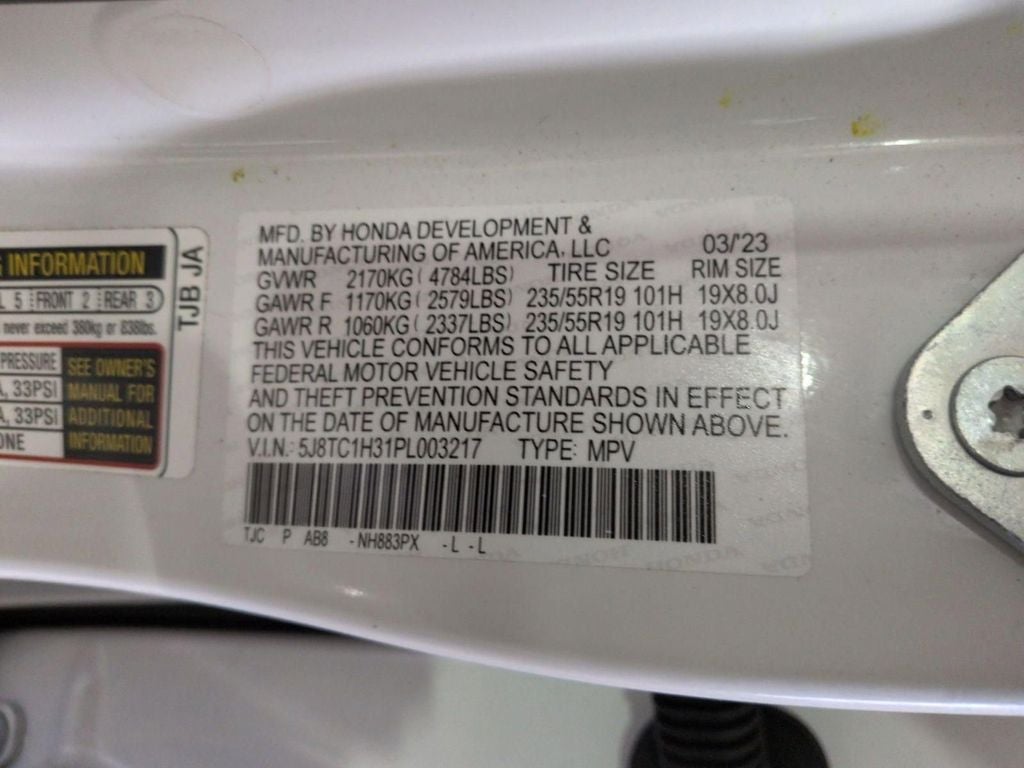 INFORMATION
5 FRONT 2 REAR 3
never exceed 380kg or 838lbs.
PRESSURE
33PSI
33PSI
SEE OWNER'S
MANUAL FOR
ADDITIONAL
INFORMATION
TJB JA
MFD. BY HONDA DEVELOPMENT &
MANUFACTURING OF AMERICA, LLC 03/'23
GVWR 2170KG ( 4784LBS) TIRE SIZE RIM SIZE
GAWR F 1170KG ( 2579LBS) 235/55R19 101H 19X8.0J
GAWR R 1060KG ( 2337LBS) 235/55R19 101H 19X8.0J
THIS VEHICLE CONFORMS TO ALL APPLICABLE
FEDERAL MOTOR VEHICLE SAFETY
AND THEFT PREVENTION STANDARDS IN EFFECT
ON THE DATE OF MANUFACTURE SHOWN ABOVE.
V.I.N.: 5J8TC1H31PL003217 TYPE: MPV
TJC P AB8 -NH883PX -L -L